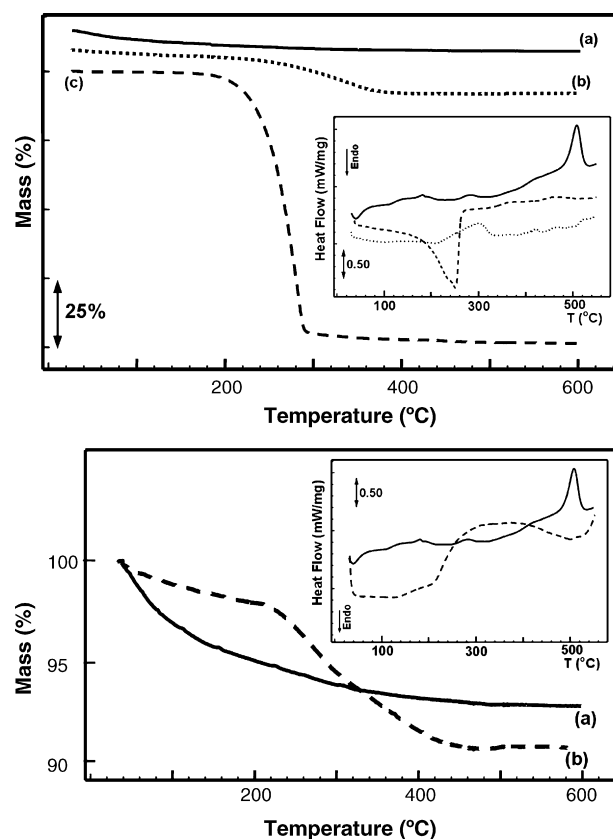 (a)
(b)
(c)
Mass (%)
25%
200
400
600
Temperature (ºC)
Heat Flow (mW/mg)
Endo
0.50
100
300
500
T (°C)
100
95
90
Mass (%)
(a)
(b)
200
400
600
Temperature (ºC)
Heat Flow (mW/mg)
0.50
Endo
100
300
500
T (°C)